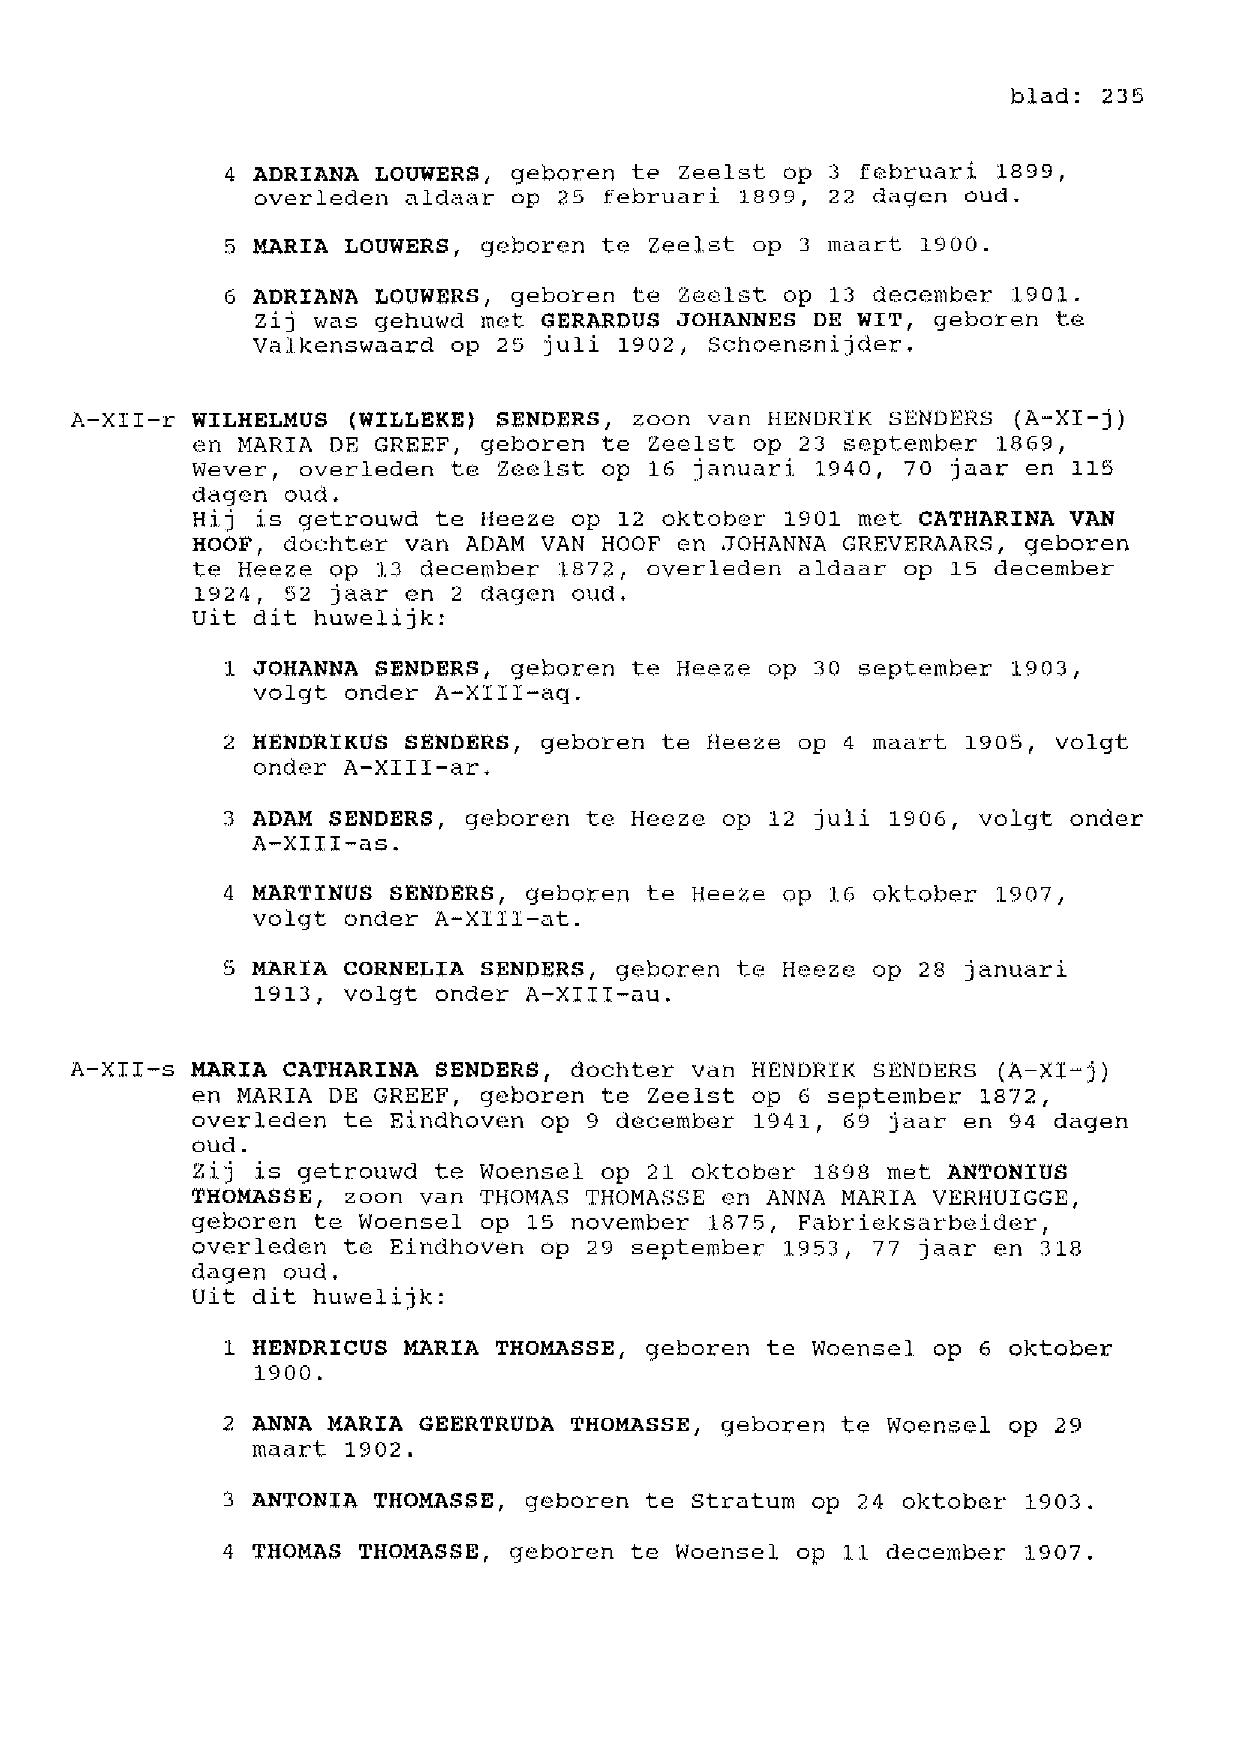 blad: 235
4 ADRIANA LOUWERS, geboren te Zeelst op 3 februari 1899,
overleden aldaar op 25 februari 1899, 22 dagen oud.
5 MARIA LOUWERS, geboren te Zeelst op 3 maart 1900.
6 ADRIANA LOUWERS, geboren te Zeelst op 13 december 1901.
Zij was gehuwd met GERARDUS JOHANNES DE WIT, geboren te
Valkenswaard op 25 juli 1902, Schoensnijder.
A-XII-r WILHELMUS (WILLEKE) SENDERS, zoon van HENDRIK SENDERS (A-XI-j)
en MARIA DE GREEF, geboren te Zeelst op 23 september 1869,
Wever, overleden te Zeelst op 16 januari 1940, 70 jaar en 115
dagen oud.
Hij is getrouwd te Heeze op 12 oktober 1901 met CATHARINA VAN
HOOF, dochter van ADAM VAN HOOF en JOHANNA GREVERAARS, geboren
te Heeze op 13 december 1872, overleden aldaar op 15 december
1924, 52 jaar en 2 dagen oud.
Uit dit huwelijk:
1 JOHANNA SENDERS, geboren te Heeze op 30 september 1903,
volgt onder A-XIII-aq.
2 HENDRIKUS SENDERS, geboren te Heeze op 4 maart 1905, volgt
onder A-XIII-ar.
3 ADAM SENDERS, geboren te Heeze op 12 juli 1906, volgt onder
A-XIII-as.
4 MARTINUS SENDERS, geboren te Heeze op 16 oktober 1907,
volgt onder A-XIII-at.
5 MARIA CORNELIA SENDERS, geboren te Heeze op 28 januari
1913, volgt onder A-XIII-au.
A-XII-s MARIA CATHARINA SENDERS, dochter van HENDRIK SENDERS (A-XI-j)
en MARIA DE GREEF, geboren te Zeelst op 6 september 1872,
overleden te Eindhoven op 9 december 1941, 69 jaar en 94 dagen
oud.
Zij is getrouwd te Woensel op 21 oktober 1898 met ANTONIUS
THOMASSE, zoon van THOMAS THOMASSE en ANNA MARIA VERHUIGGE,
geboren te Woensel op 15 november 1875, Fabrieksarbeider,
overleden te Eindhoven op 29 september 1953, 77 jaar en 318
dagen oud.
Uit dit huwelijk:
1 HENDRICUS MARIA THOMASSE, geboren te Woensel op 6 oktober
1900.
2 ANNA MARIA GEERTRUDA THOMASSE, geboren te Woensel op 29
maart 1902.
3 ANTONIA THOMASSE, geboren te Stratum op 24 oktober 1903.
4 THOMAS THOMASSE, geboren te Woensel op 11 december 1907.